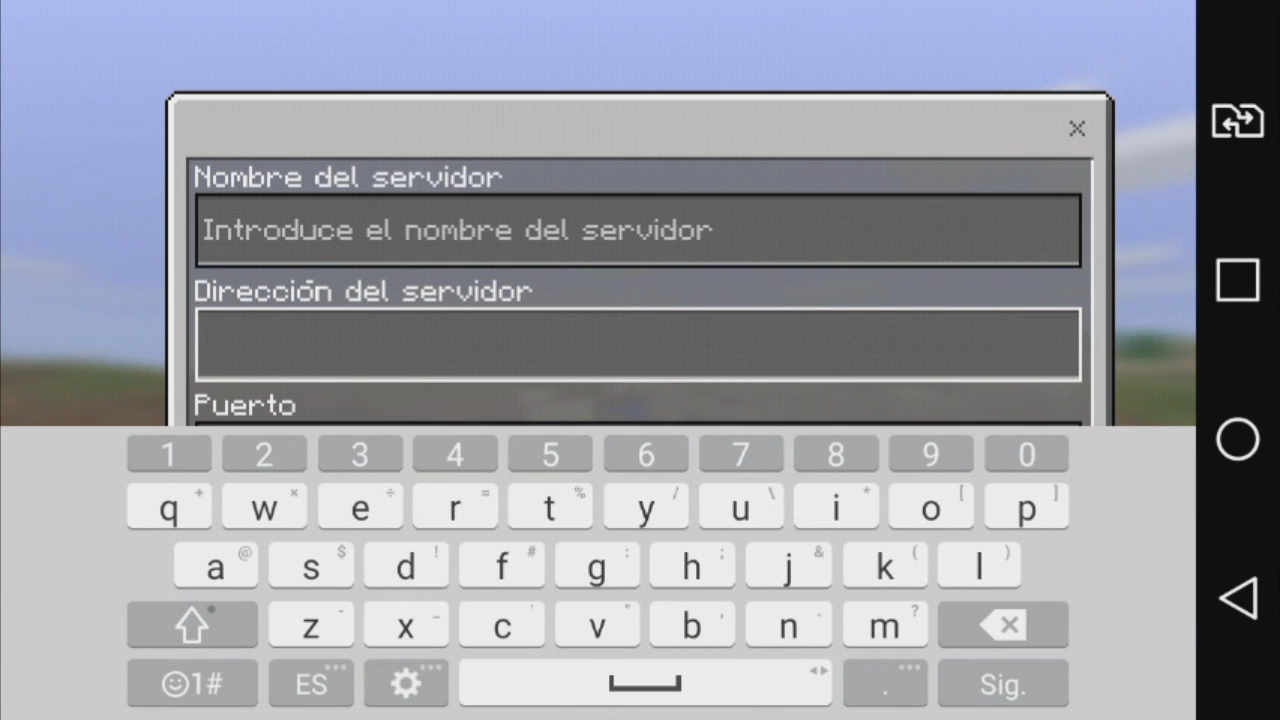 Nombre del servidor
Introduce el nombre del servidor
Dirección del servidor
Puerto
1 2 3 4 5 6 7 8 9 0
q + w × e ÷ r = t % y / u \ i * o [ p ]
a @ s $ d ! f # g : h ; j & k ( l )
z - x _ c ' v " b , n . m ?
1# ES . Sig.